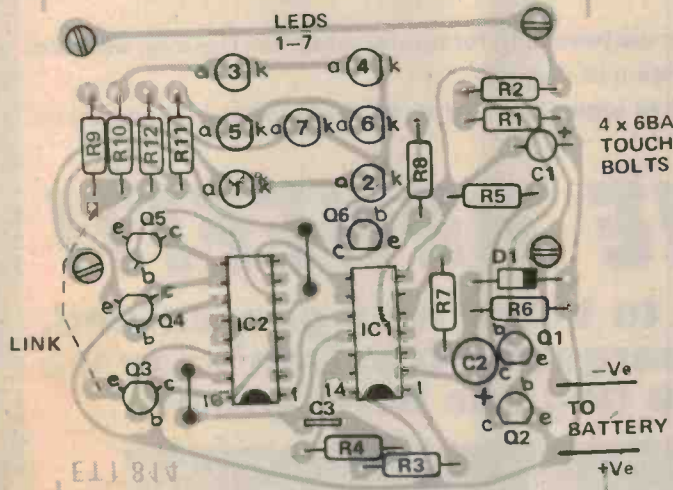 LEDS
1–7
a 3 k
a 4 k
R2
R9
R10
R12
R11
a 5 k
7 k
a 6 k
R1
+
4 x 6BA
TOUCH
BOLTS
C1
R8
a 1 k
a 2 k
R5
Q5
e c
b
Q6
b
c e
D1
R7
R6
Q4
e c
b
IC2
IC1
LINK
b Q1
c e
C2
+
–Ve
Q3
e c
b
16 1
14 1
TO
BATTERY
b
c e
Q2
C3
R4
R3
+Ve
ETI 814